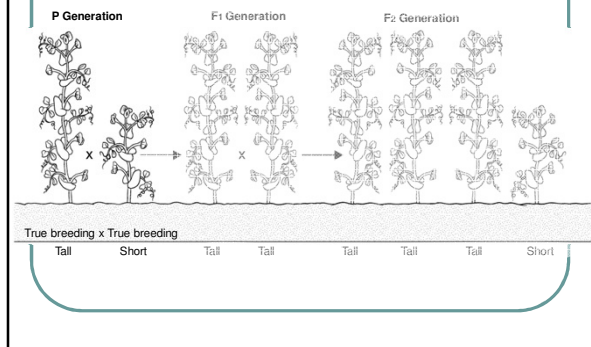 P Generation F1 Generation F2 Generation
x x
True breeding x True breeding
Tall Short Tall Tall Tall Tall Tall Short